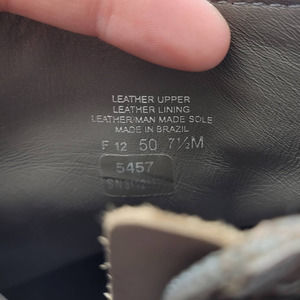 LEATHER UPPER
LEATHER LINING
LEATHER/MAN MADE SOLE
MADE IN BRAZIL
F 12 50 7½M
5457